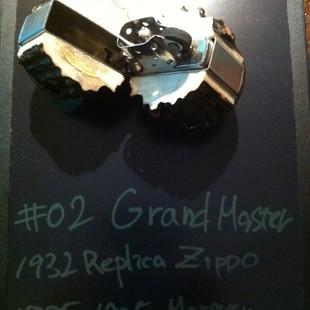 #02 Grand Master
1932 Replica Zippo